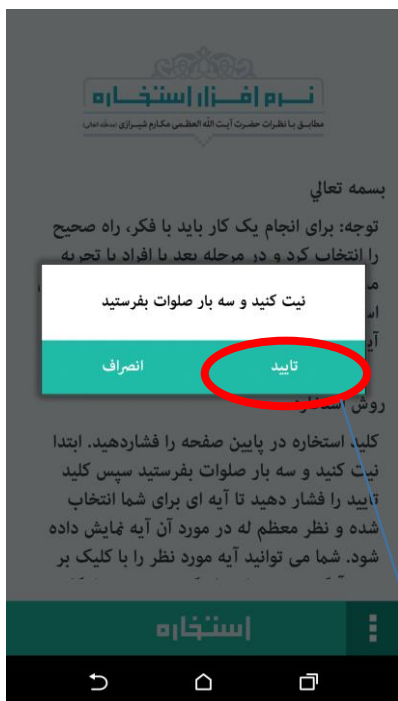 نرم افزار استخاره
مطابق با نظرات حضرت آیت الله العظمی مکارم شیرازی
بسمه تعالي
توجه: برای انجام یک کار باید با فکر، راه صحیح
را انتخاب کرد و در مرحله بعد با افراد با تجربه
نیت کنید و سه بار صلوات بفرستید
تایید
انصراف
روش استخاره
کلید استخاره در پایین صفحه را فشاردهید. ابتدا
نیت کنید و سه بار صلوات بفرستید سپس کلید
تایید را فشار دهید تا آیه ای برای شما انتخاب
شده و نظر معظم له در مورد آن آیه نمایش داده
شود. شما می توانید آیه مورد نظر را با کلیک بر
استخاره